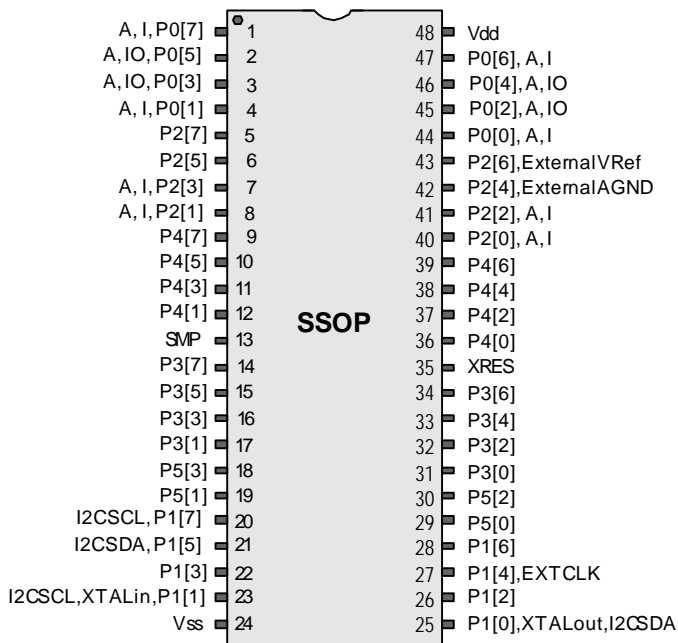 A, I, P0[7] 1 48 Vdd
A, IO, P0[5] 2 47 P0[6], A, I
A, IO, P0[3] 3 46 P0[4], A, IO
A, I, P0[1] 4 45 P0[2], A, IO
P2[7] 5 44 P0[0], A, I
P2[5] 6 43 P2[6], External VRef
A, I, P2[3] 7 42 P2[4], External AGND
A, I, P2[1] 8 41 P2[2], A, I
P4[7] 9 40 P2[0], A, I
P4[5] 10 39 P4[6]
P4[3] 11 38 P4[4]
P4[1] 12 37 P4[2]
SSOP
SMP 13 36 P4[0]
P3[7] 14 35 XRES
P3[5] 15 34 P3[6]
P3[3] 16 33 P3[4]
P3[1] 17 32 P3[2]
P5[3] 18 31 P3[0]
P5[1] 19 30 P5[2]
I2CSCL, P1[7] 20 29 P5[0]
I2CSDA, P1[5] 21 28 P1[6]
P1[3] 22 27 P1[4], EXTCLK
I2CSCL, XTALin, P1[1] 23 26 P1[2]
Vss 24 25 P1[0], XTALout, I2CSDA